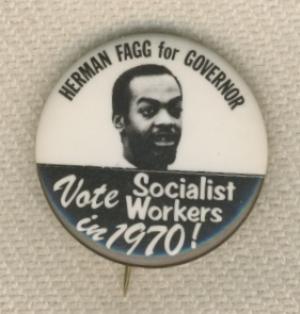 HERMAN FAGG for GOVERNOR
Vote Socialist
Workers
in 1970!